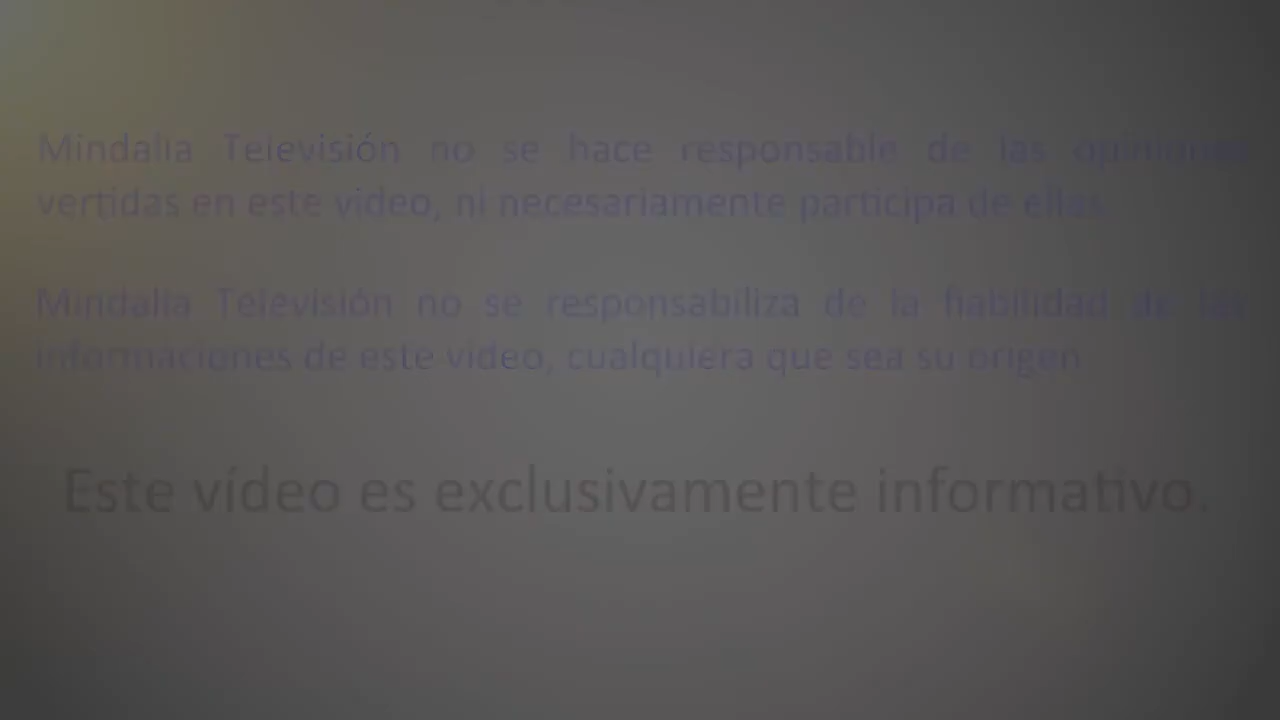 Mindalia Televisión no se hace responsable de las opiniones
vertidas en este video, ni necesariamente participa de ellas.
Mindalia Televisión no se responsabiliza de la fiabilidad de las
informaciones de este video, cualquiera que sea su origen
Este vídeo es exclusivamente informativo.